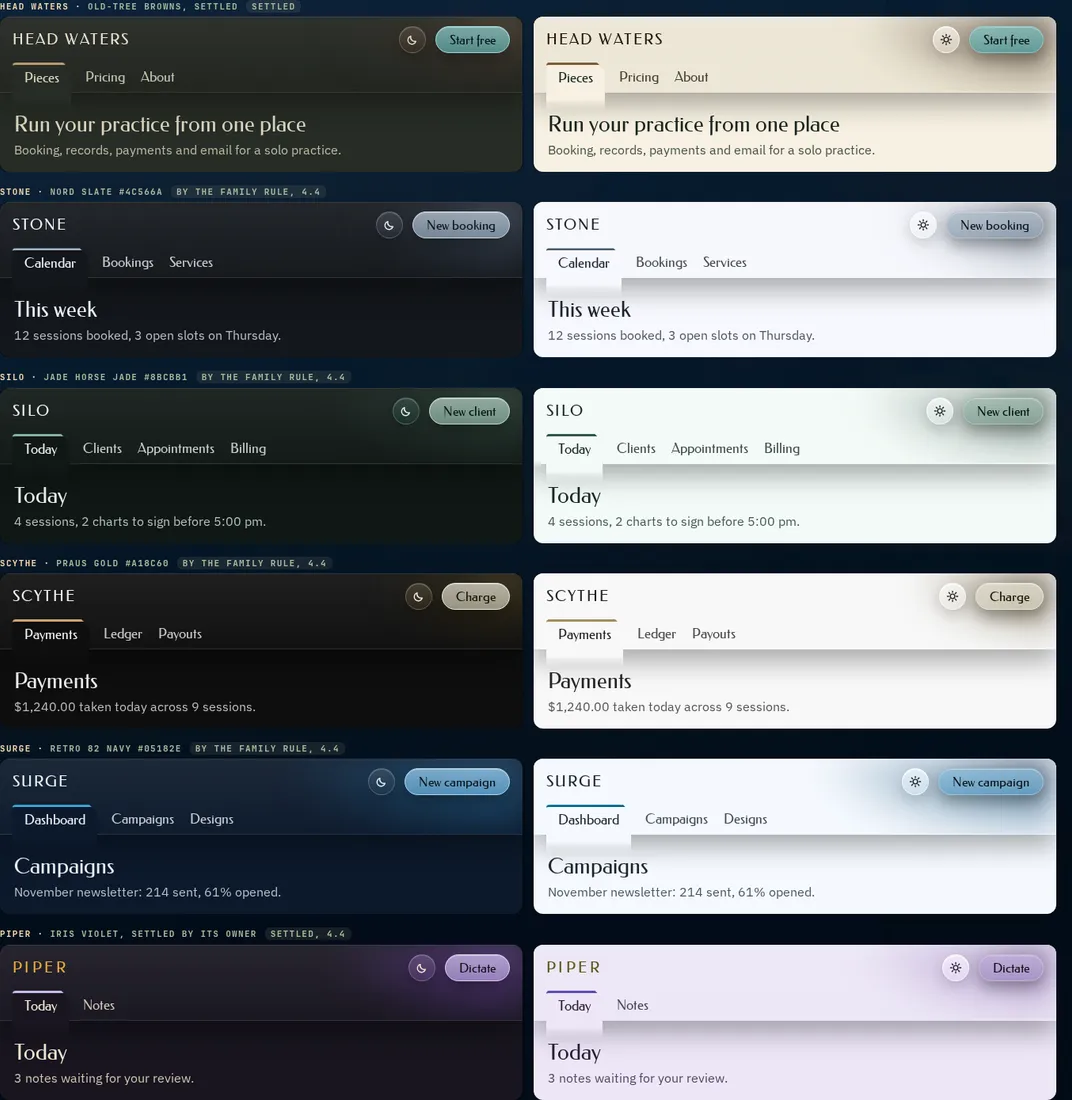 HEAD WATERS · OLD-TREE BROWNS, SETTLED SETTLED
HEAD WATERS Start free
Pieces Pricing About
Run your practice from one place
Booking, records, payments and email for a solo practice.
HEAD WATERS Start free
Pieces Pricing About
Run your practice from one place
Booking, records, payments and email for a solo practice.
STONE · NORD SLATE #4C566A BY THE FAMILY RULE, 4.4
STONE New booking
Calendar Bookings Services
This week
12 sessions booked, 3 open slots on Thursday.
STONE New booking
Calendar Bookings Services
This week
12 sessions booked, 3 open slots on Thursday.
SILO · JADE HORSE JADE #8BCBB1 BY THE FAMILY RULE, 4.4
SILO New client
Today Clients Appointments Billing
Today
4 sessions, 2 charts to sign before 5:00 pm.
SILO New client
Today Clients Appointments Billing
Today
4 sessions, 2 charts to sign before 5:00 pm.
SCYTHE · PRAUS GOLD #A18C60 BY THE FAMILY RULE, 4.4
SCYTHE Charge
Payments Ledger Payouts
Payments
$1,240.00 taken today across 9 sessions.
SCYTHE Charge
Payments Ledger Payouts
Payments
$1,240.00 taken today across 9 sessions.
SURGE · RETRO 82 NAVY #05182E BY THE FAMILY RULE, 4.4
SURGE New campaign
Dashboard Campaigns Designs
Campaigns
November newsletter: 214 sent, 61% opened.
SURGE New campaign
Dashboard Campaigns Designs
Campaigns
November newsletter: 214 sent, 61% opened.
PIPER · IRIS VIOLET, SETTLED BY ITS OWNER SETTLED, 4.4
PIPER Dictate
Today Notes
Today
3 notes waiting for your review.
PIPER Dictate
Today Notes
Today
3 notes waiting for your review.